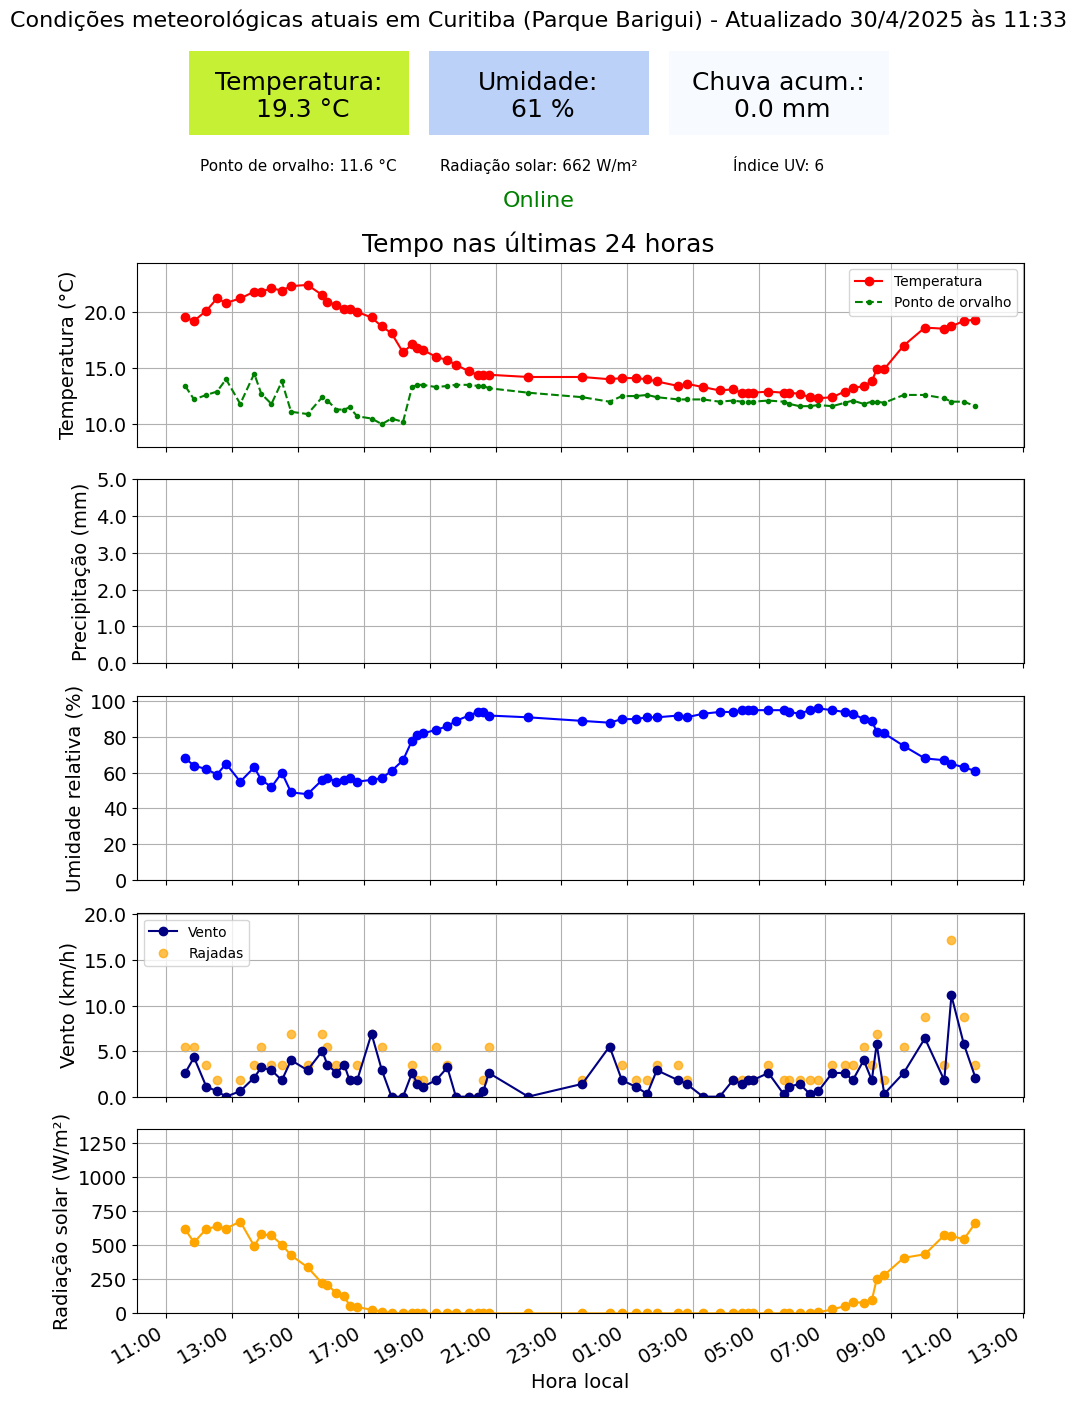 Condições meteorológicas atuais em Curitiba (Parque Barigui) - Atualizado 30/4/2025 às 11:33
Temperatura:
19.3 °C
Umidade:
61 %
Chuva acum.:
0.0 mm
Ponto de orvalho: 11.6 °C
Radiação solar: 662 W/m²
Índice UV: 6
Online
Tempo nas últimas 24 horas
Temperatura (°C)
20.0
15.0
10.0
Temperatura
Ponto de orvalho
Precipitação (mm)
5.0
4.0
3.0
2.0
1.0
0.0
Umidade relativa (%)
100
80
60
40
20
0
Vento (km/h)
20.0
15.0
10.0
5.0
0.0
Vento
Rajadas
Radiação solar (W/m²)
1250
1000
750
500
250
0
11:00
13:00
15:00
17:00
19:00
21:00
23:00
01:00
03:00
05:00
07:00
09:00
11:00
13:00
Hora local